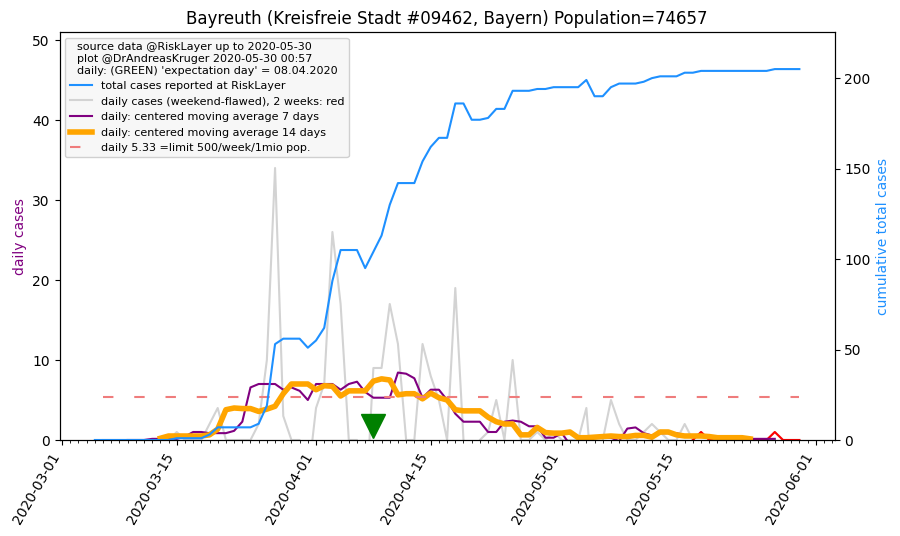 Bayreuth (Kreisfreie Stadt #09462, Bayern) Population=74657
source data @RiskLayer up to 2020-05-30
plot @DrAndreasKruger 2020-05-30 00:57
daily: (GREEN) 'expectation day' = 08.04.2020
total cases reported at RiskLayer
daily cases (weekend-flawed), 2 weeks: red
daily: centered moving average 7 days
daily: centered moving average 14 days
daily 5.33 =limit 500/week/1mio pop.
daily cases
50
40
30
20
10
0
cumulative total cases
200
150
100
50
0
2020-03-01
2020-03-15
2020-04-01
2020-04-15
2020-05-01
2020-05-15
2020-06-01